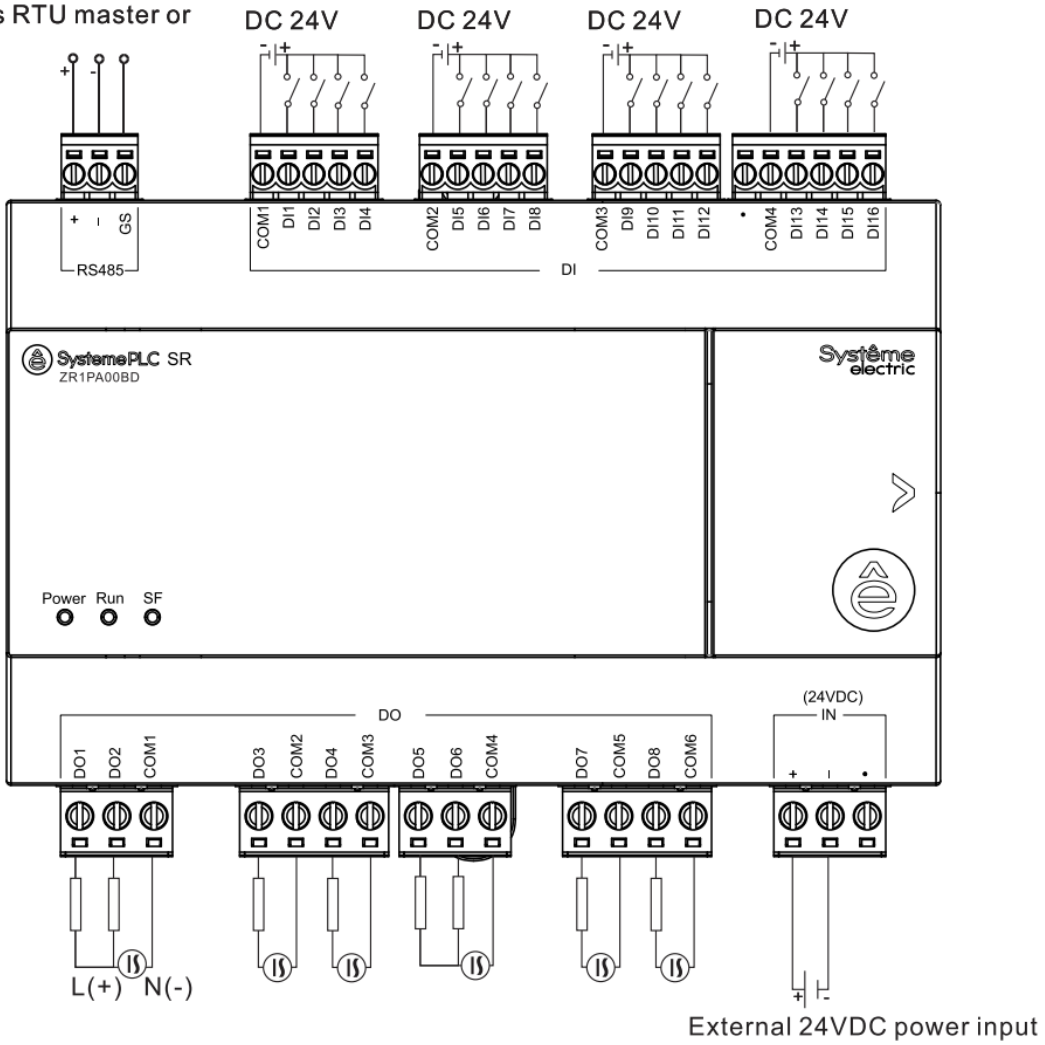 s RTU master or
DC 24V DC 24V DC 24V DC 24V
- + - + - + - +
+ -
+ - GS
COM1 DI1 DI2 DI3 DI4
COM2 DI5 DI6 DI7 DI8
COM3 DI9 DI10 DI11 DI12
• COM4 DI13 DI14 DI15 DI16
RS485
DI
SystemePLC SR
ZR1PA00BD
Systême
electric
ê
Power Run SF
DO
(24VDC)
IN
DO1 DO2 COM1
DO3 COM2 DO4 COM3
DO5 DO6 COM4
DO7 COM5 DO8 COM6
+ - •
L(+) N(-)
+ -
External 24VDC power input